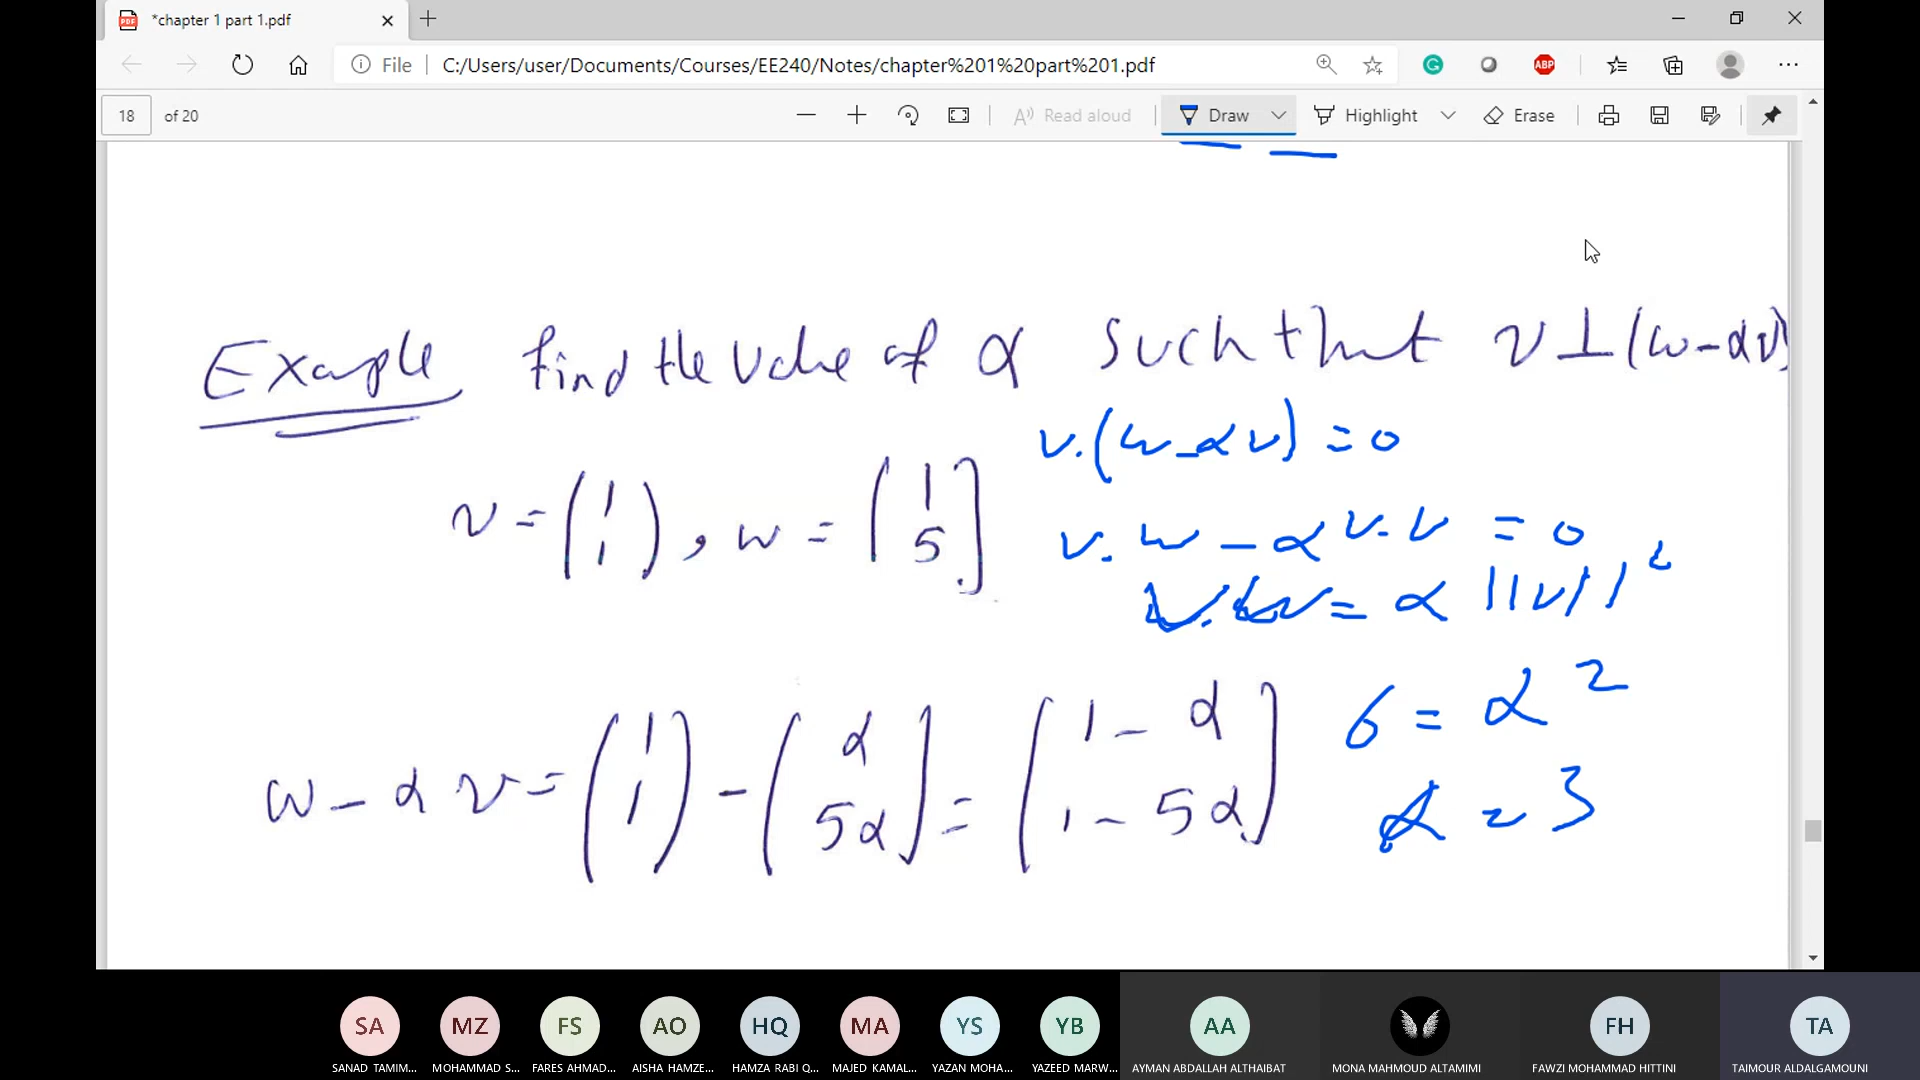 *chapter 1 part 1.pdf
File C:/Users/user/Documents/Courses/EE240/Notes/chapter%201%20part%201.pdf
ABP
18 of 20 Read aloud Draw Highlight Erase
Example find the value of α such that v ⊥ (w - αv)
v.(w - αv) = 0
v = (1 1), w = [1 5]
v. w - α v.v = 0
v.w = α ||v||²
6 = α 2
w - α v = (1 1) - (α 5α] = [1 - α 1 - 5α]
α = 3
SA MZ FS AO HQ MA YS YB AA FH TA
SANAD TAMIM... MOHAMMAD S... FARES AHMAD... AISHA HAMZE... HAMZA RABI Q... MAJED KAMAL... YAZAN MOHA... YAZEED MARW... AYMAN ABDALLAH ALTHAIBAT MONA MAHMOUD ALTAMIMI FAWZI MOHAMMAD HITTINI TAIMOUR ALDALGAMOUNI